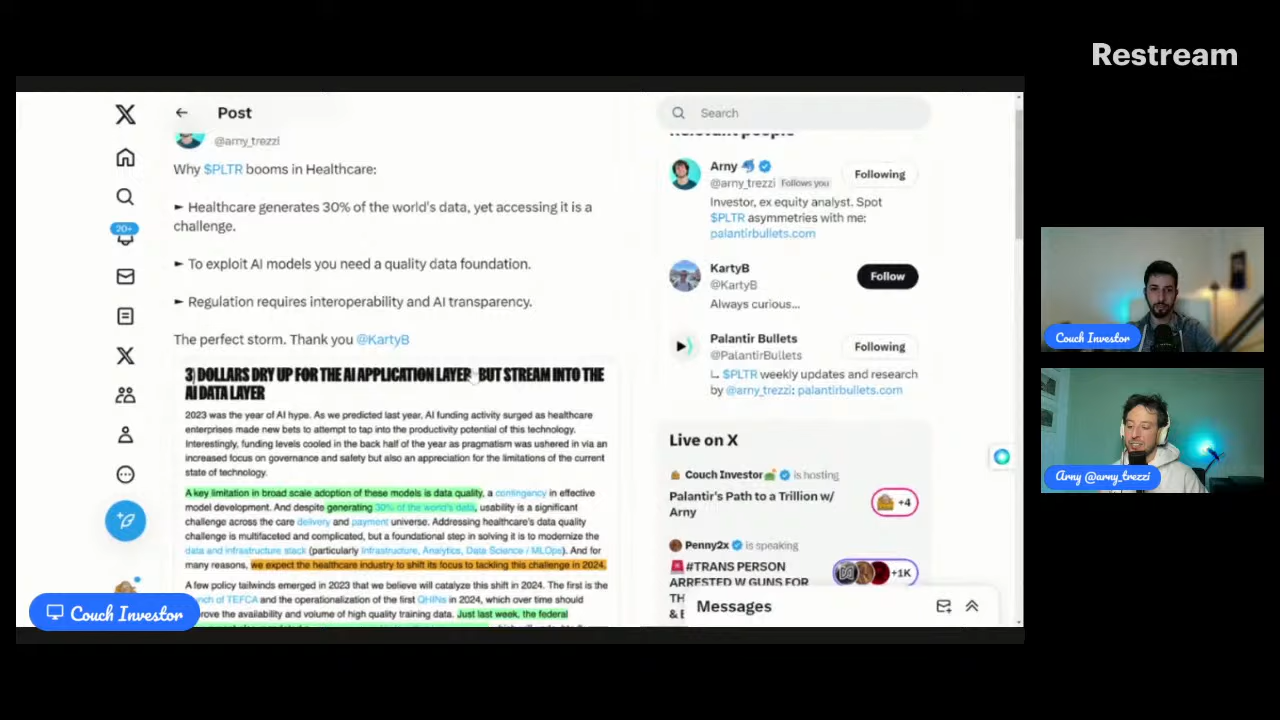 Restream
Post
@arny_trezzi
Why $PLTR booms in Healthcare:
► Healthcare generates 30% of the world's data, yet accessing it is a
challenge.
► To exploit AI models you need a quality data foundation.
► Regulation requires interoperability and AI transparency.
The perfect storm. Thank you @KartyB
3 DOLLARS DRY UP FOR THE AI APPLICATION LAYER BUT STREAM INTO THE
AI DATA LAYER
2023 was the year of AI hype. As we predicted last year, AI funding activity surged as healthcare
enterprises made new bets to attempt to tap into the productivity potential of this technology.
Interestingly, funding levels cooled in the back half of the year as pragmatism was ushered in via an
increased focus on governance and safety but also an appreciation for the limitations of the current
state of technology.
A key limitation in broad scale adoption of these models is data quality, a contingency in effective
model development. And despite generating 30% of the world's data, usability is a significant
challenge across the care delivery and payment universe. Addressing healthcare's data quality
challenge is multifaceted and complicated, but a foundational step in solving it is to modernize the
data and infrastructure stack (particularly Infrastructure, Analytics, Data Science / MLOps). And for
many reasons, we expect the healthcare industry to shift its focus to tackling this challenge in 2024.
A few policy tailwinds emerged in 2023 that we believe will catalyze this shift in 2024. The first is the
unch of TEFCA and the operationalization of the first QHINs in 2024, which over time should
prove the availability and volume of high quality training data. Just last week, the federal
20+
Couch Investor
Search
Relevant people
Arny
@arny_trezzi Follows you
Following
Investor, ex equity analyst. Spot
$PLTR asymmetries with me:
palantirbullets.com
KartyB
@KartyB
Follow
Always curious...
Palantir Bullets
@PalantirBullets
Following
↳ $PLTR weekly updates and research
by @arny_trezzi: palantirbullets.com
Live on X
Couch Investor is hosting
Palantir's Path to a Trillion w/
Arny
+4
Penny2x is speaking
#TRANS PERSON
ARRESTED W GUNS FOR
TH
& E
+1K
Messages
Couch Investor
Arny @arny_trezzi